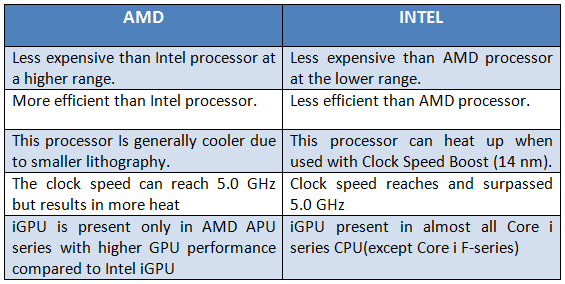 AMD
INTEL
Less expensive than Intel processor at
a higher range.
Less expensive than AMD processor
at the lower range.
More efficient than Intel processor.
Less efficient than AMD processor.
This processor Is generally cooler due
to smaller lithography.
This processor can heat up when
used with Clock Speed Boost (14 nm).
The clock speed can reach 5.0 GHz
but results in more heat
Clock speed reaches and surpassed
5.0 GHz
iGPU is present only in AMD APU
series with higher GPU performance
compared to Intel iGPU
iGPU present in almost all Core i
series CPU(except Core i F-series)